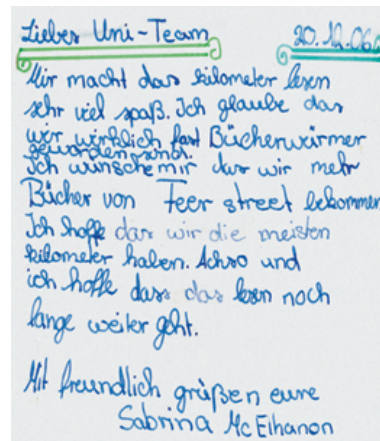 Liebes Uni-Team 20.12.06
Mir macht das kilometer lesen
sehr viel spaß. Ich glaube das
wir wirklich fast Bücherwürmer
geworden sind.
Ich wünsche mir das wir mehr
Bücher von Feer street bekommen
Ich hoffe das wir die meisten
kilometer haben. Achso und
ich hoffe dass das lesen noch
lange weiter geht.
Mit freundlich grüßen eure
Sabrina Mc Elhanon